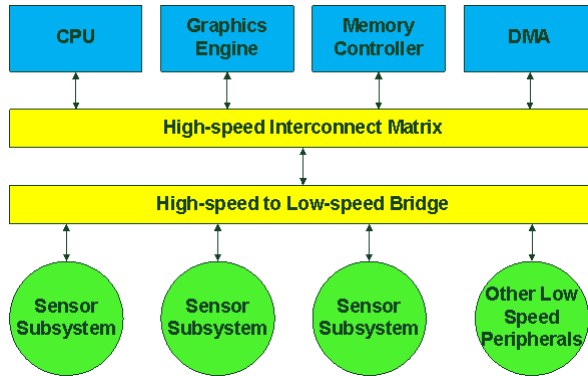 CPU
Graphics
Engine
Memory
Controller
DMA
High-speed Interconnect Matrix
High-speed to Low-speed Bridge
Sensor
Subsystem
Sensor
Subsystem
Sensor
Subsystem
Other Low
Speed
Peripherals